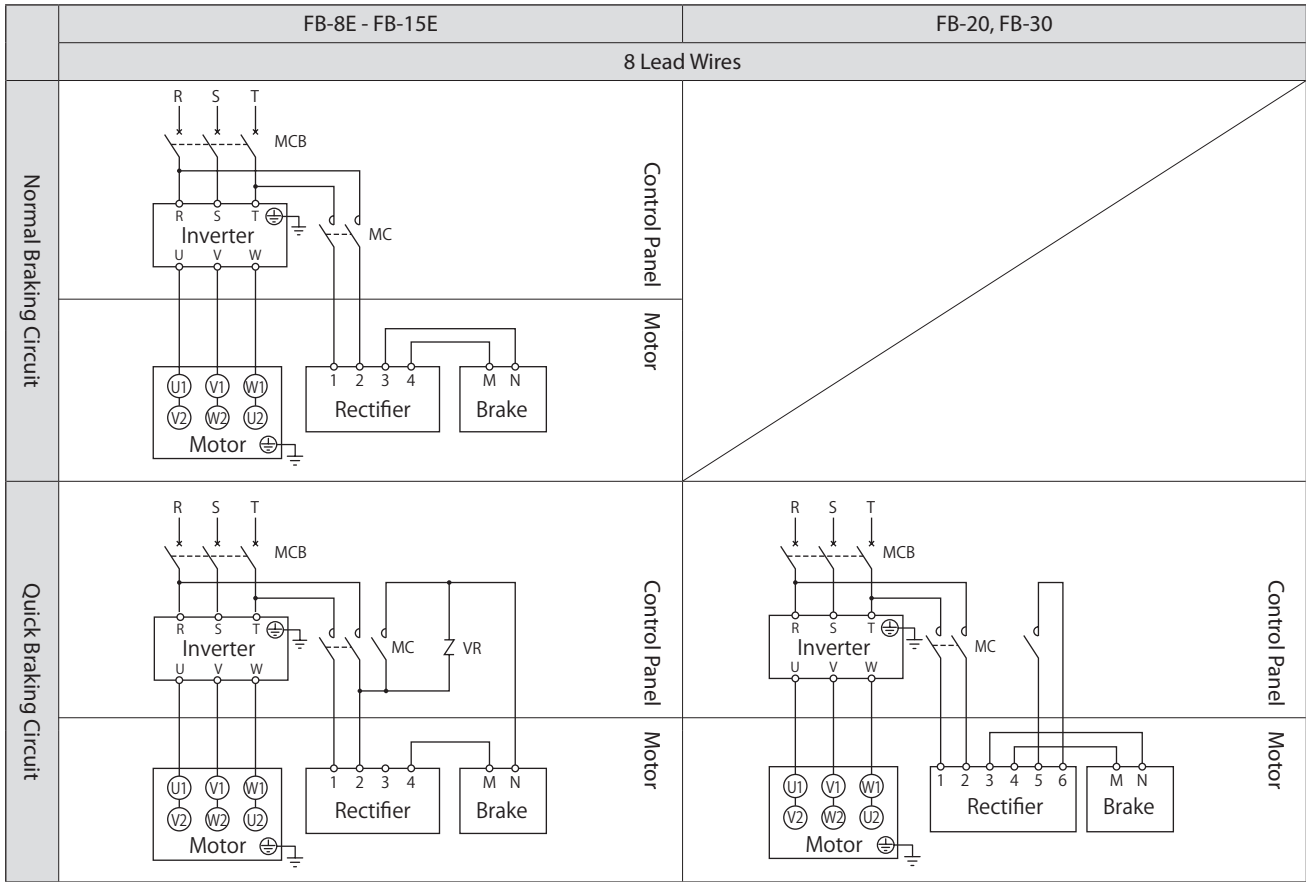 FB-8E - FB-15E
FB-20, FB-30
8 Lead Wires
Normal Braking Circuit
R S T
MCB
R S T
Inverter
U V W
MC
Control Panel
Motor
1 2 3 4
Rectifier
M N
Brake
U1 V1 W1
V2 W2 U2
Motor
Quick Braking Circuit
R S T
MCB
R S T
Inverter
U V W
MC
VR
Control Panel
Motor
1 2 3 4
Rectifier
M N
Brake
U1 V1 W1
V2 W2 U2
Motor
R S T
MCB
R S T
Inverter
U V W
MC
Control Panel
Motor
1 2 3 4 5 6
Rectifier
M N
Brake
U1 V1 W1
V2 W2 U2
Motor